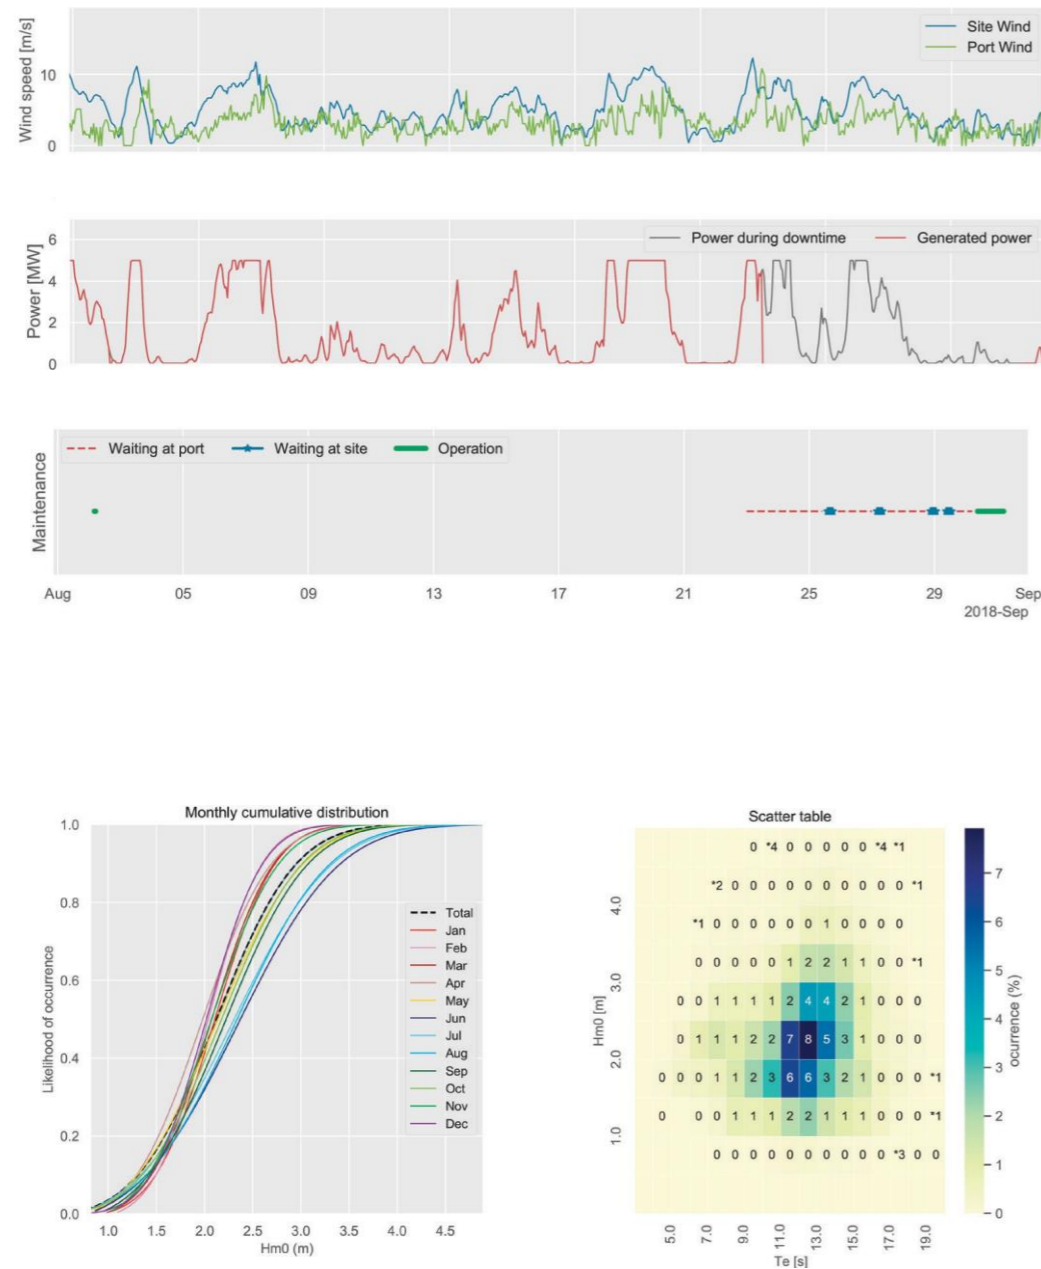 Wind speed [m/s]
10
0
Site Wind
Port Wind
Power [MW]
6
4
2
0
Power during downtime
Generated power
Maintenance
Waiting at port
Waiting at site
Operation
Aug 05 09 13 17 21 25 29 Sep
2018-Sep
Monthly cumulative distribution
Likelihood of occurrence
1.0
0.8
0.6
0.4
0.2
0.0
Total
Jan
Feb
Mar
Apr
May
Jun
Jul
Aug
Sep
Oct
Nov
Dec
1.0 1.5 2.0 2.5 3.0 3.5 4.0 4.5
Hm0 (m)
Scatter table
Hm0 [m]
4.0
3.0
2.0
1.0
0 *4 0 0 0 0 0 *4 *1
*2 0 0 0 0 0 0 0 0 0 0 *1
*1 0 0 0 0 0 0 1 0 0 0 0
0 0 0 0 0 1 2 2 1 1 0 0 *1
0 0 1 1 1 1 2 4 4 2 1 0 0 0
0 1 1 1 2 2 7 8 5 3 1 0 0 0
0 0 0 1 1 2 3 6 6 3 2 1 0 0 0 *1
0 0 0 0 1 1 1 2 2 1 1 1 0 0 0 *1
0 0 0 0 0 0 0 0 0 0 *3 0 0
5.0 7.0 9.0 11.0 13.0 15.0 17.0 19.0
Te [s]
7
6
5
4
3
2
1
0
ocurrence (%)